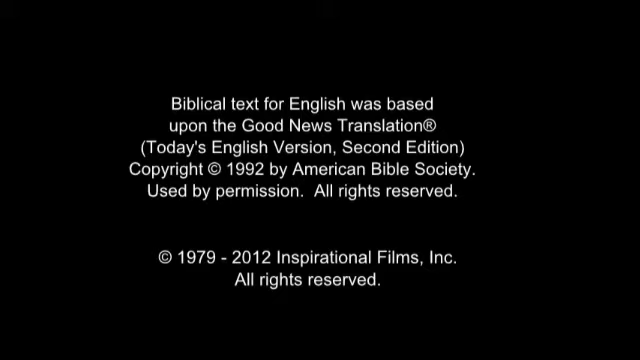 Biblical text for English was based
upon the Good News Translation®
(Today's English Version, Second Edition)
Copyright © 1992 by American Bible Society.
Used by permission.  All rights reserved.
© 1979 - 2012 Inspirational Films, Inc.
All rights reserved.